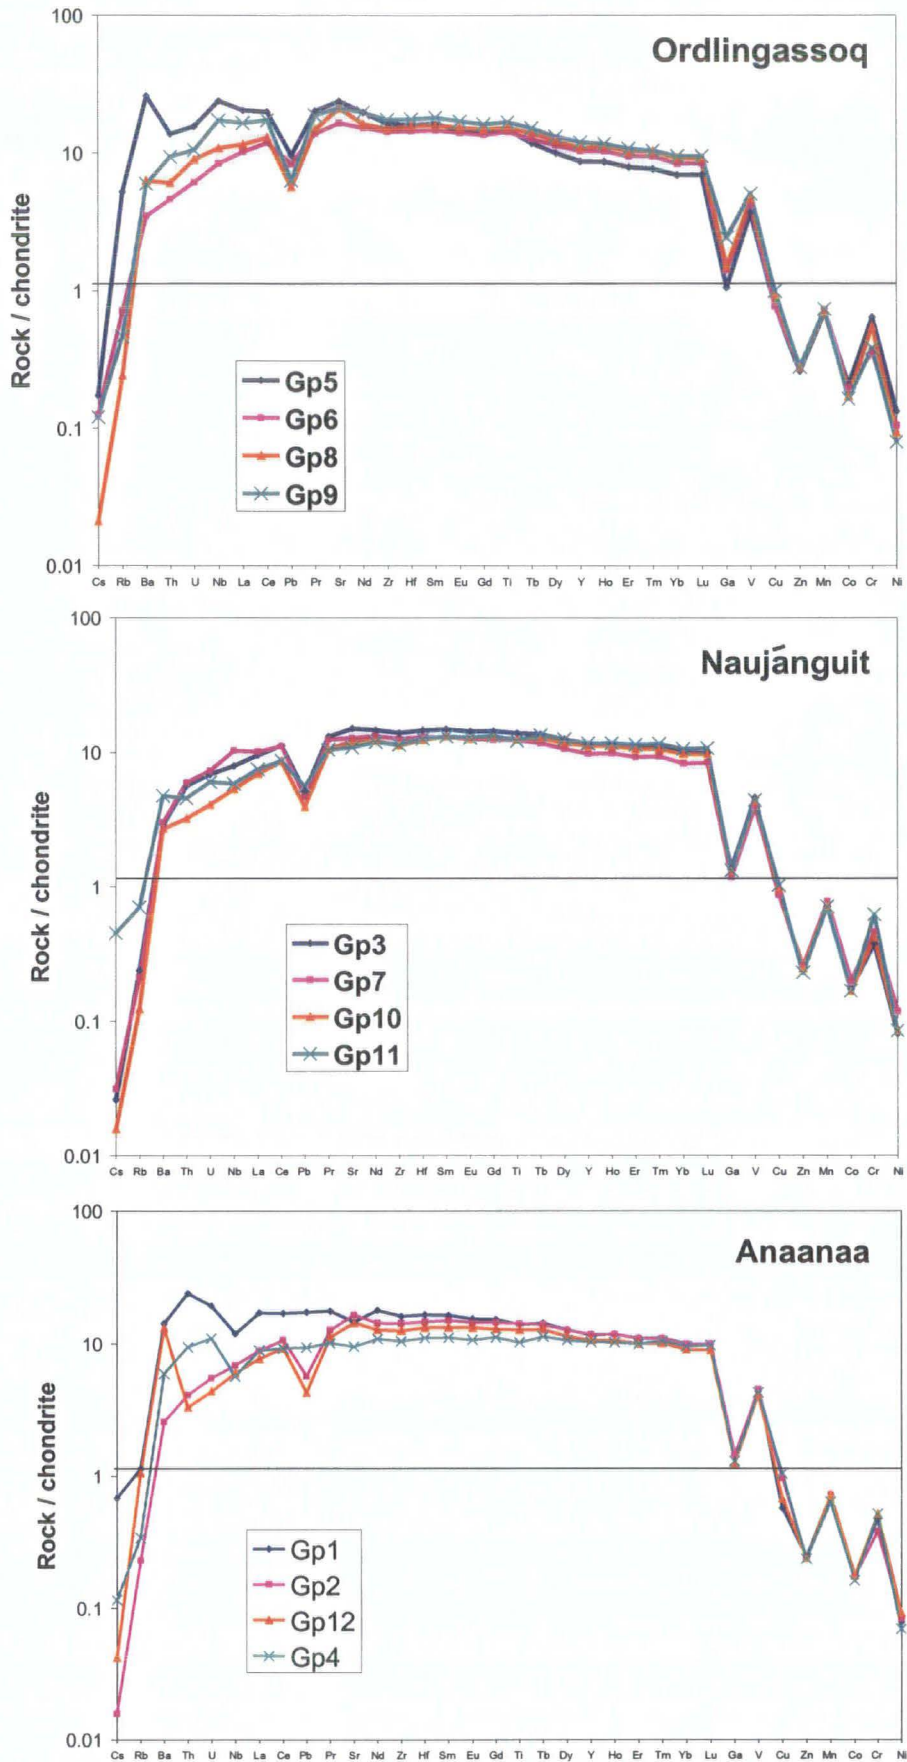 100
Ordlingassoq
10
1
0.1
0.01
Rock / chondrite
Gp5
Gp6
Gp8
Gp9
Cs Rb Ba Th U Nb La Ce Pb Pr Sr Nd Zr Hf Sm Eu Gd Ti Tb Dy Y Ho Er Tm Yb Lu Ga V Cu Zn Mn Co Cr Ni
100
Naujánguit
10
1
0.1
0.01
Rock / chondrite
Gp3
Gp7
Gp10
Gp11
Cs Rb Ba Th U Nb La Ce Pb Pr Sr Nd Zr Hf Sm Eu Gd Ti Tb Dy Y Ho Er Tm Yb Lu Ga V Cu Zn Mn Co Cr Ni
100
Anaanaa
10
1
0.1
0.01
Rock / chondrite
Gp1
Gp2
Gp12
Gp4
Cs Rb Ba Th U Nb La Ce Pb Pr Sr Nd Zr Hf Sm Eu Gd Ti Tb Dy Y Ho Er Tm Yb Lu Ga V Cu Zn Mn Co Cr Ni